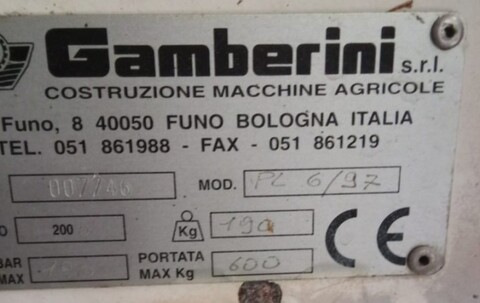 Gamberini s.r.l.
COSTRUZIONE MACCHINE AGRICOLE
Funo, 8 40050 FUNO BOLOGNA ITALIA
TEL. 051 861988 - FAX - 051 861219
MOD. PL 6/97
O 200 Kg 190 CE
BAR MAX PORTATA MAX Kg 600